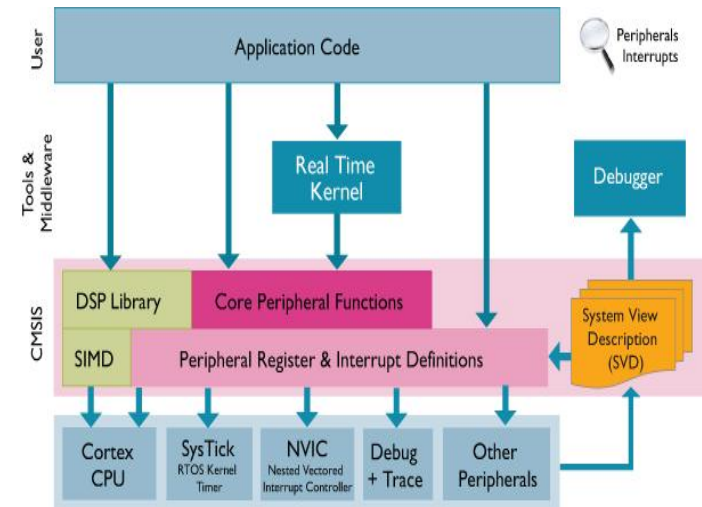 User
Application Code
Peripherals
Interrupts
Tools &
Middleware
Real Time
Kernel
Debugger
CMSIS
DSP Library
Core Peripheral Functions
SIMD
Peripheral Register & Interrupt Definitions
System View
Description
(SVD)
Cortex
CPU
SysTick
RTOS Kernel
Timer
NVIC
Nested Vectored
Interrupt Controller
Debug
+ Trace
Other
Peripherals